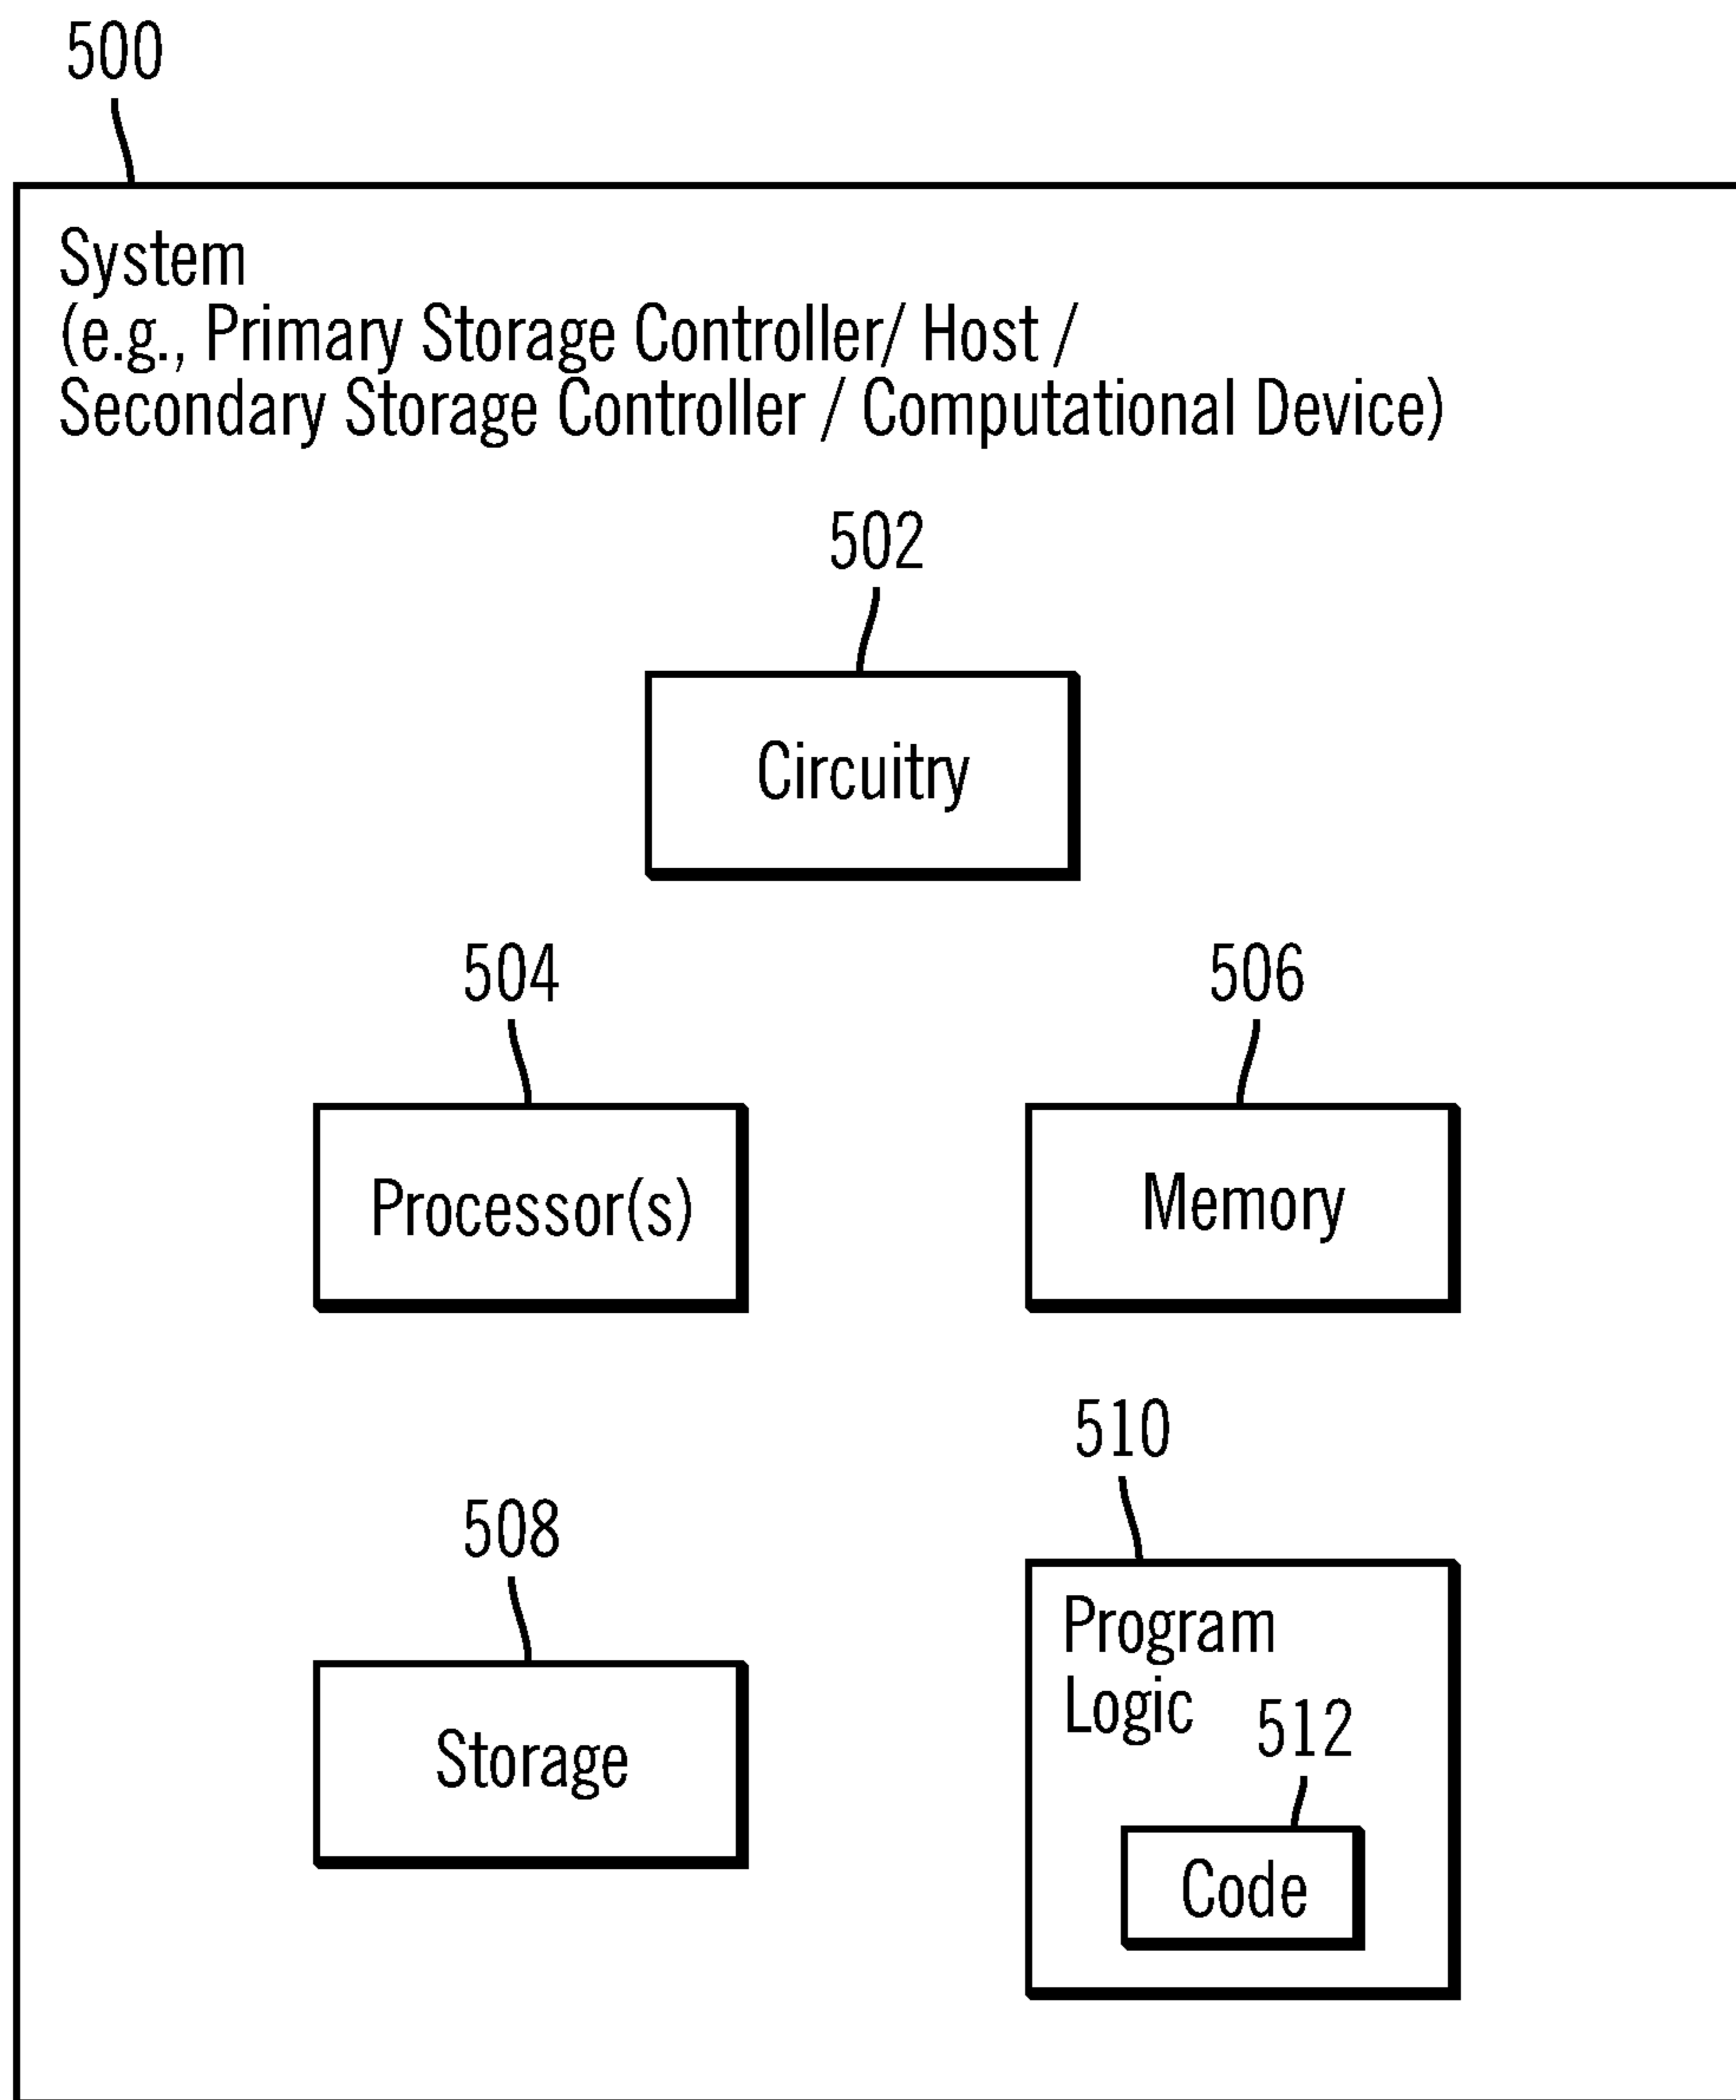 500
System
(e.g., Primary Storage Controller/ Host /
Secondary Storage Controller / Computational Device)
502
Circuitry
504
506
Processor(s)
Memory
510
508
Program
Logic
512
Storage
Code